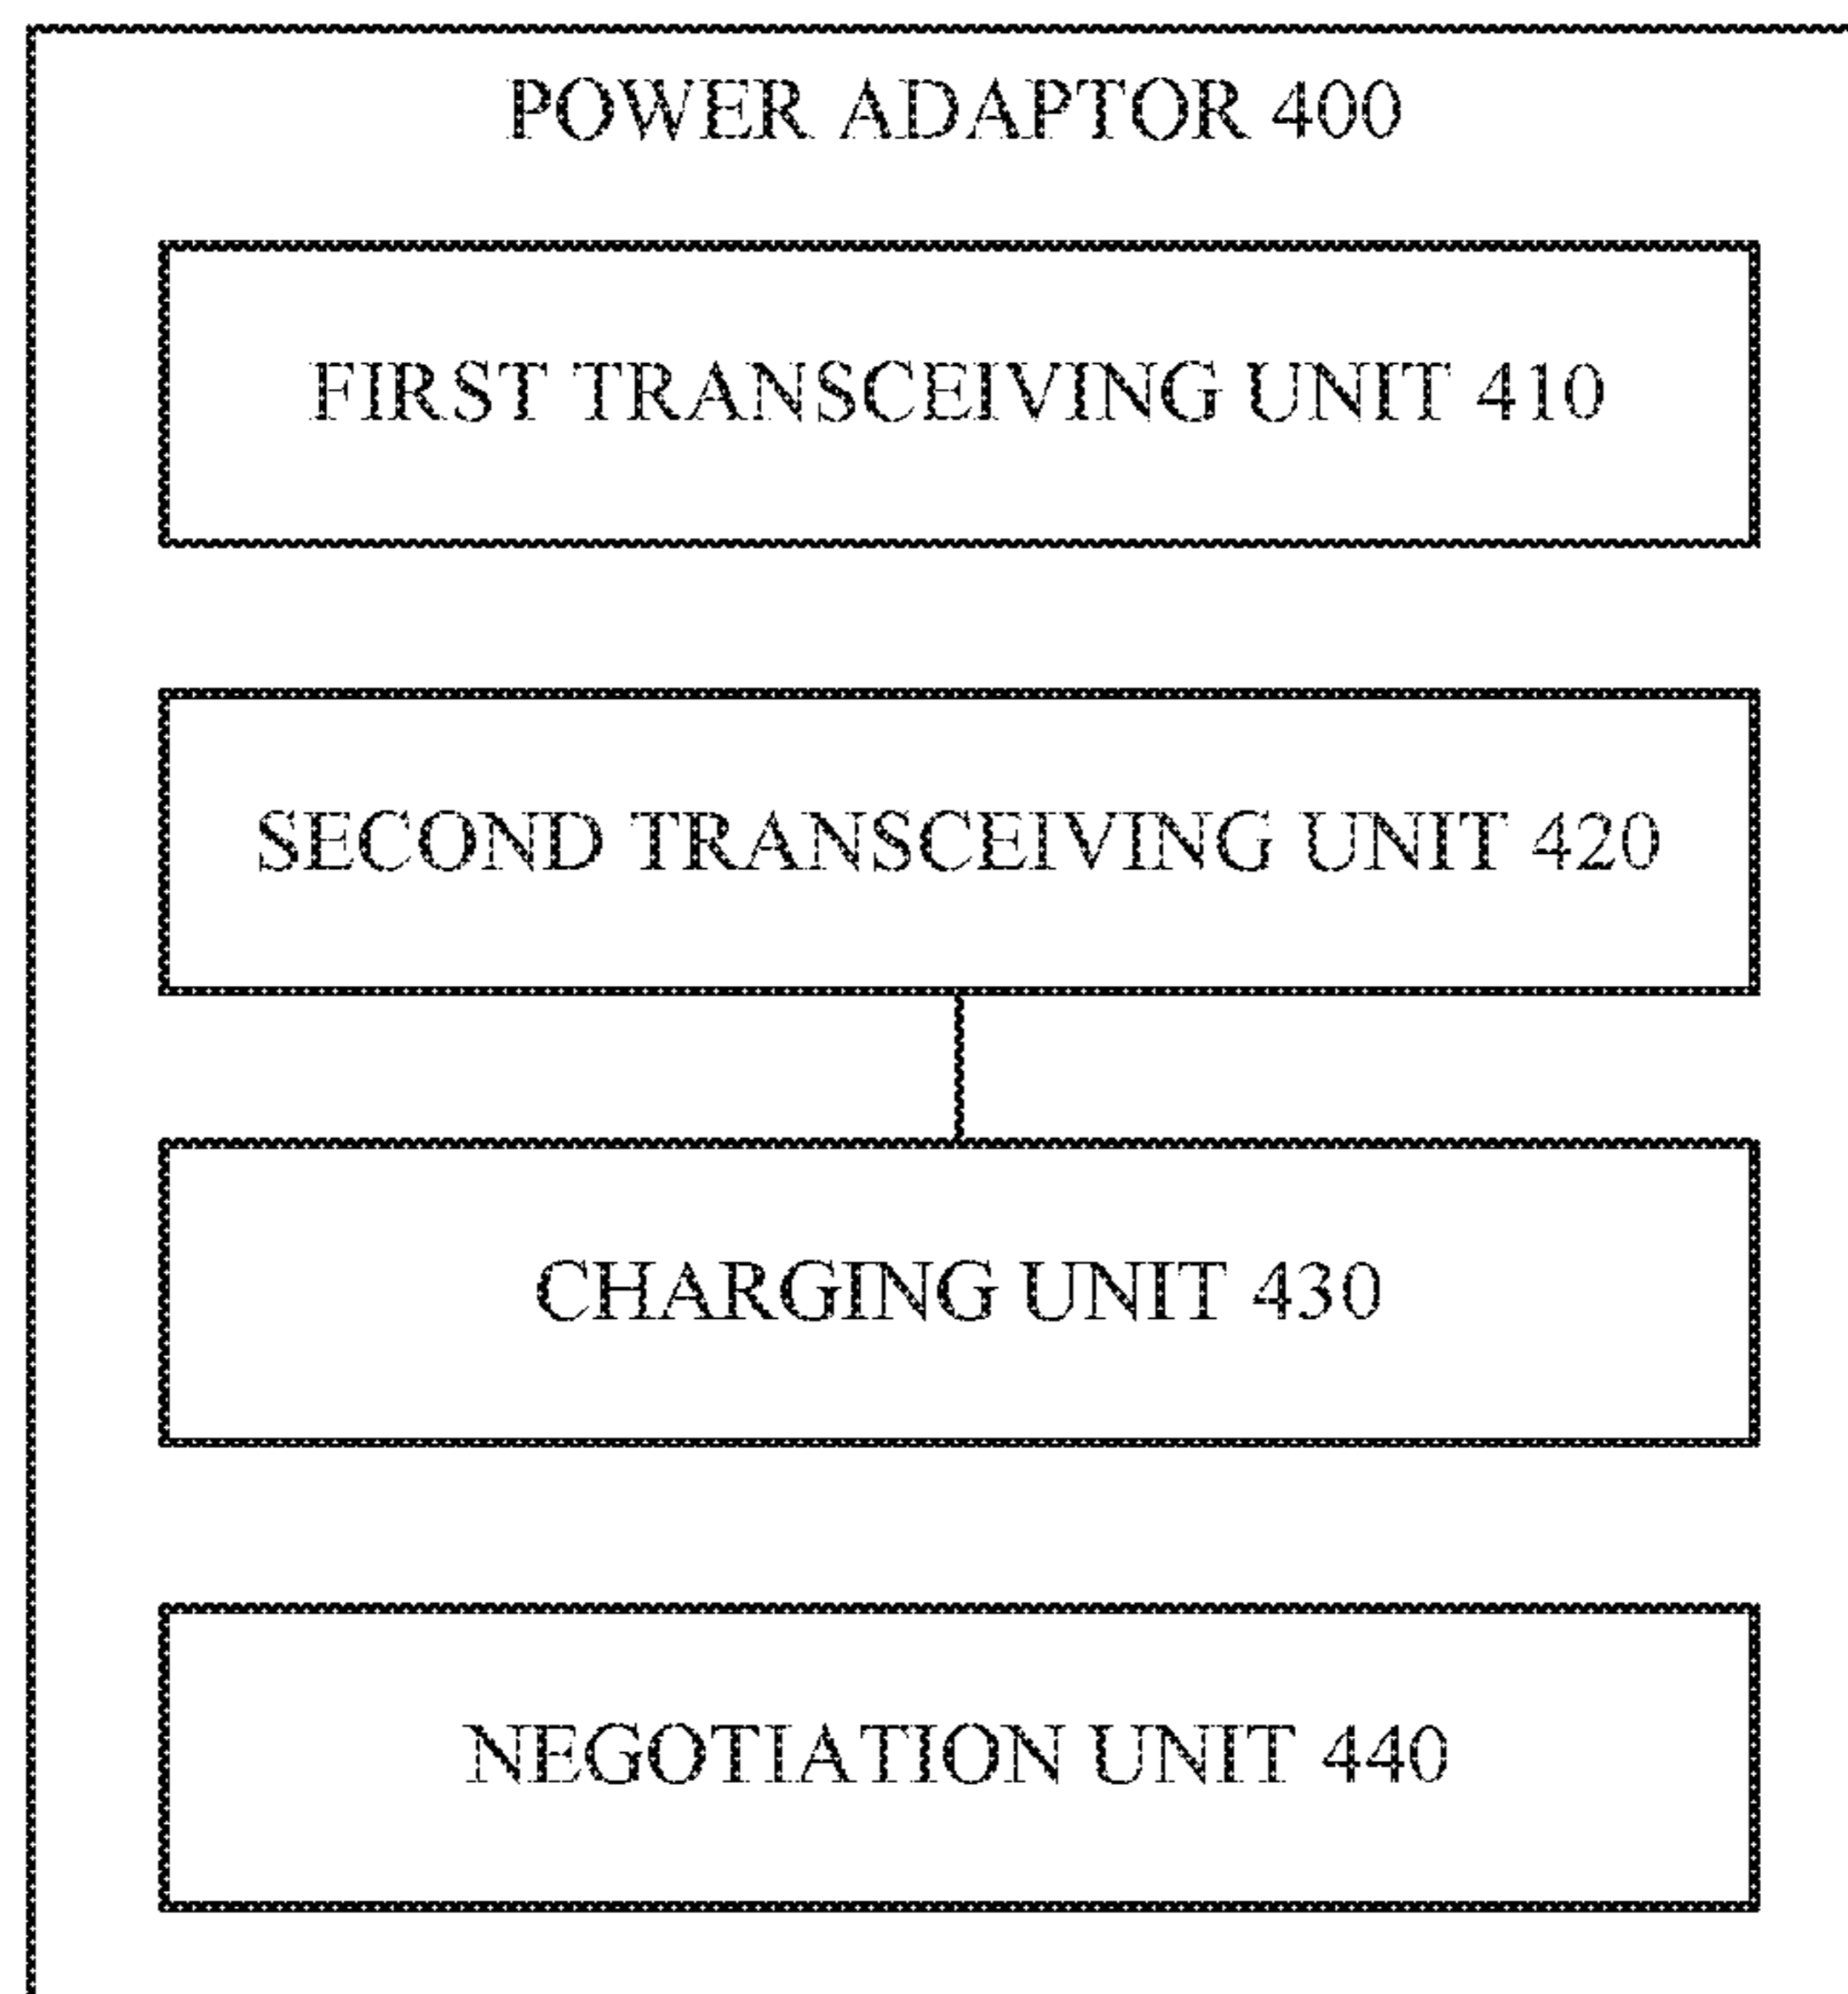 POWER ADAPTOR 400
FIRST TRANSCEIVING UNIT 410
SECOND TRANSCEIVING UNIT 420
CHARGING UNIT 430
NEGOTIATION UNIT 440